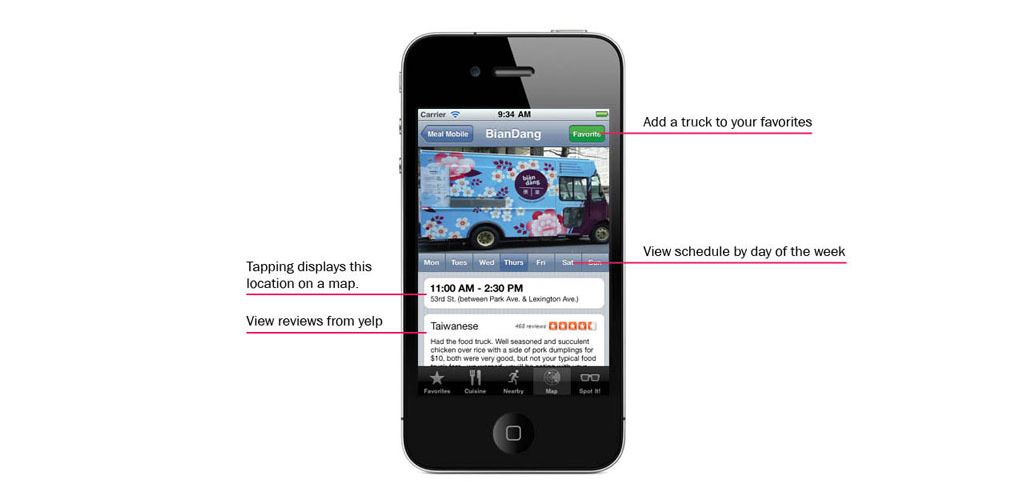 Add a truck to your favorites
View schedule by day of the week
Tapping displays this
location on a map.
View reviews from yelp
Carrier 9:34 AM
Meal Mobile BianDang Favorite
bian
dang
Mon Tues Wed Thurs Fri Sat Sun
11:00 AM - 2:30 PM
53rd St. (between Park Ave. & Lexington Ave.)
Taiwanese 468 reviews
Had the food truck. Well seasoned and succulent
chicken over rice with a side of pork dumplings for
$10, both were very good, but not your typical food
Favorites Cuisine Nearby Map Spot It!